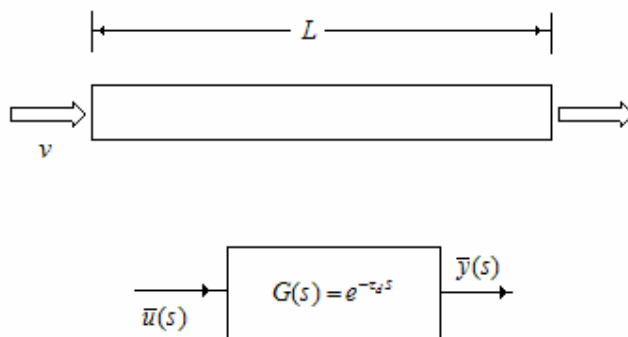 L
v
ū(s)
G(s) = e^{-τ_d s}
ȳ(s)